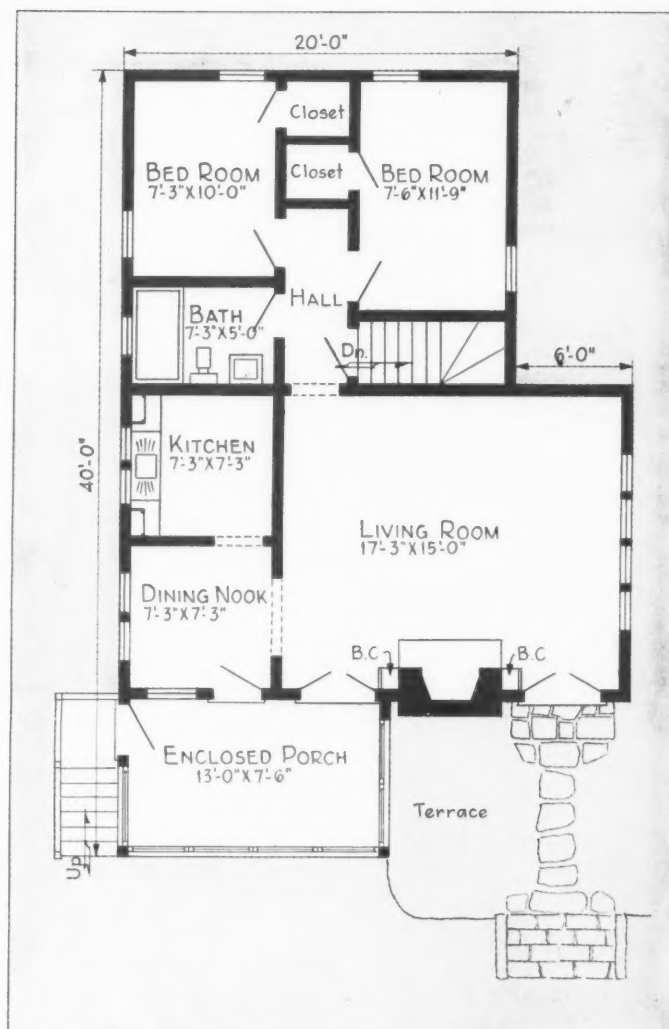 20'-0"
Closet
BED ROOM
7'-3"X10'-0"
Closet
BED ROOM
7'-6"X11'-9"
HALL
BATH
7'-3"X5'-0"
Dn.
6'-0"
40'-0"
KITCHEN
7'-3"X7'-3"
LIVING ROOM
17'-3"X15'-0"
DINING NOOK
7'-3"X7'-3"
B.C
B.C
ENCLOSED PORCH
13'-0"X7'-6"
Terrace
Up